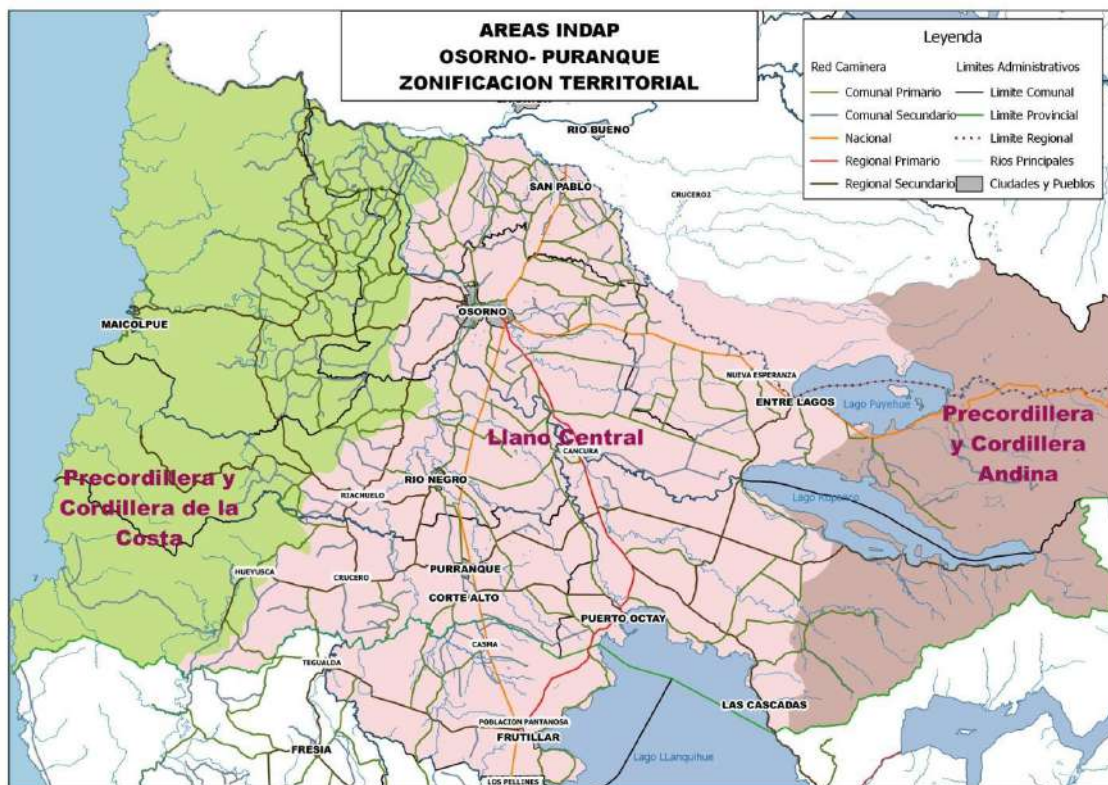 AREAS INDAP
OSORNO- PURANQUE
ZONIFICACION TERRITORIAL
Leyenda
Red Caminera
Comunal Primario
Comunal Secundario
Nacional
Regional Primario
Regional Secundario
Limites Administrativos
Limite Comunal
Limite Provincial
Limite Regional
Rios Principales
Ciudades y Pueblos
RIO BUENO
SAN PABLO
CRUCERO2
OSORNO
MAICOLPUE
NUEVA ESPERANZA
ENTRE LAGOS
Lago Puyehue
Precordillera
y Cordillera
Andina
Llano Central
CANCURA
Precordillera y
Cordillera de la
Costa
RIO NEGRO
RIACHUELO
Lago Rupanco
HUEYUSCA
CRUCERO
PURRANQUE
CORTE ALTO
PUERTO OCTAY
CASMA
TEGUALDA
LAS CASCADAS
POBLACION PANTANOSA
FRUTILLAR
FRESIA
Lago LLanquihue
LOS PELLINES